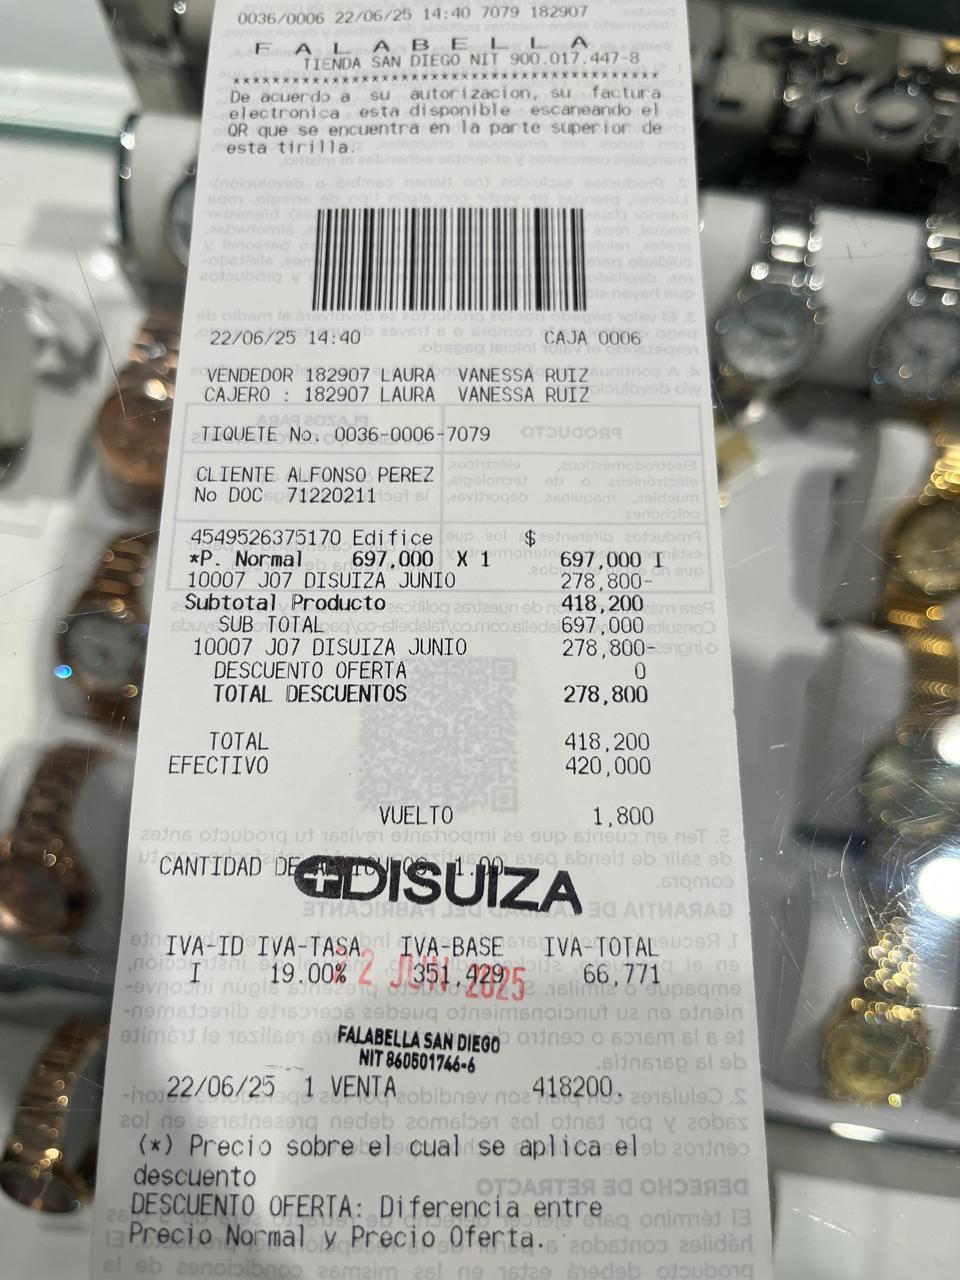 0036/0006 22/06/25 14:40 7079 182907
F A L A B E L L A
TIENDA SAN DIEGO NIT 900.017.447-8
De acuerdo a su autorizacion, su factura
electronica esta disponible escaneando el
QR que se encuentra en la parte superior de
esta tirilla.
22/06/25 14:40 CAJA 0006
VENDEDOR 182907 LAURA VANESSA RUIZ
CAJERO : 182907 LAURA VANESSA RUIZ
TIQUETE No. 0036-0006-7079
CLIENTE ALFONSO PEREZ
No DOC 71220211
4549526375170 Edifice $
*P. Normal 697,000 X 1 697,000 I
10007 J07 DISUIZA JUNIO 278,800-
Subtotal Producto 418,200
SUB TOTAL 697,000
10007 J07 DISUIZA JUNIO 278,800-
DESCUENTO OFERTA 0
TOTAL DESCUENTOS 278,800
TOTAL 418,200
EFECTIVO 420,000
VUELTO 1,800
CANTIDAD DE 1.00
DISUIZA
IVA-ID IVA-TASA IVA-BASE IVA-TOTAL
I 19.00% 351,429 66,771
2 JUN 2025
FALABELLA SAN DIEGO
NIT 860501746-6
22/06/25 1 VENTA 418200.
(*) Precio sobre el cual se aplica el
descuento
DESCUENTO OFERTA: Diferencia entre
Precio Normal y Precio Oferta.